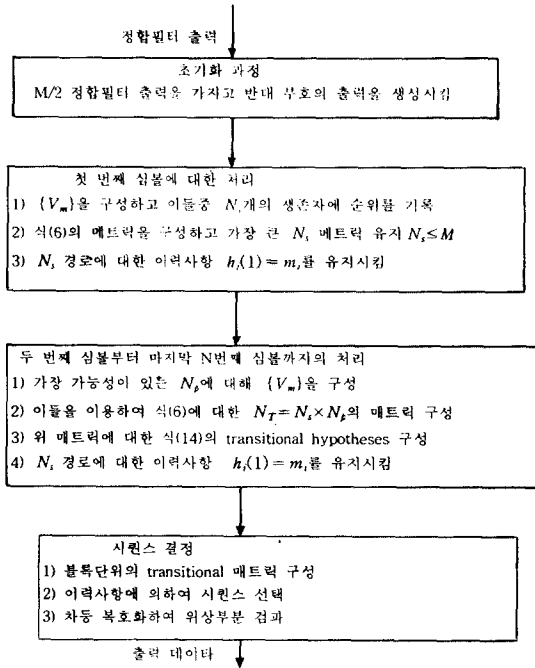 정합필터 출력
초기화 과정
M/2 정합필터 출력을 가지고 반대 부호의 출력을 생성시킴
첫 번째 심볼에 대한 처리
1) {V_m}을 구성하고 이들중 N_s개의 생존자에 순위를 기록
2) 식(6)의 메트릭을 구성하고 가장 큰 N_s 메트릭 유지 N_s≤M
3) N_s 경로에 대한 이력사항 h_i(1) = m_i를 유지시킴
두 번째 심볼부터 마지막 N번째 심볼까지의 처리
1) 가장 가능성이 있는 N_p에 대해 {V_m}을 구성
2) 이들을 이용하여 식(6)에 대한 N_T = N_s × N_p의 매트릭 구성
3) 위 매트릭에 대한 식(14)의 transitional hypotheses 구성
4) N_s 경로에 대한 이력사항 h_i(1) = m_i를 유지시킴
시퀀스 결정
1) 블록단위의 transitional 매트릭 구성
2) 이력사항에 의하여 시퀀스 선택
3) 차등 복호화하여 위상부분 검과
출력 데이타